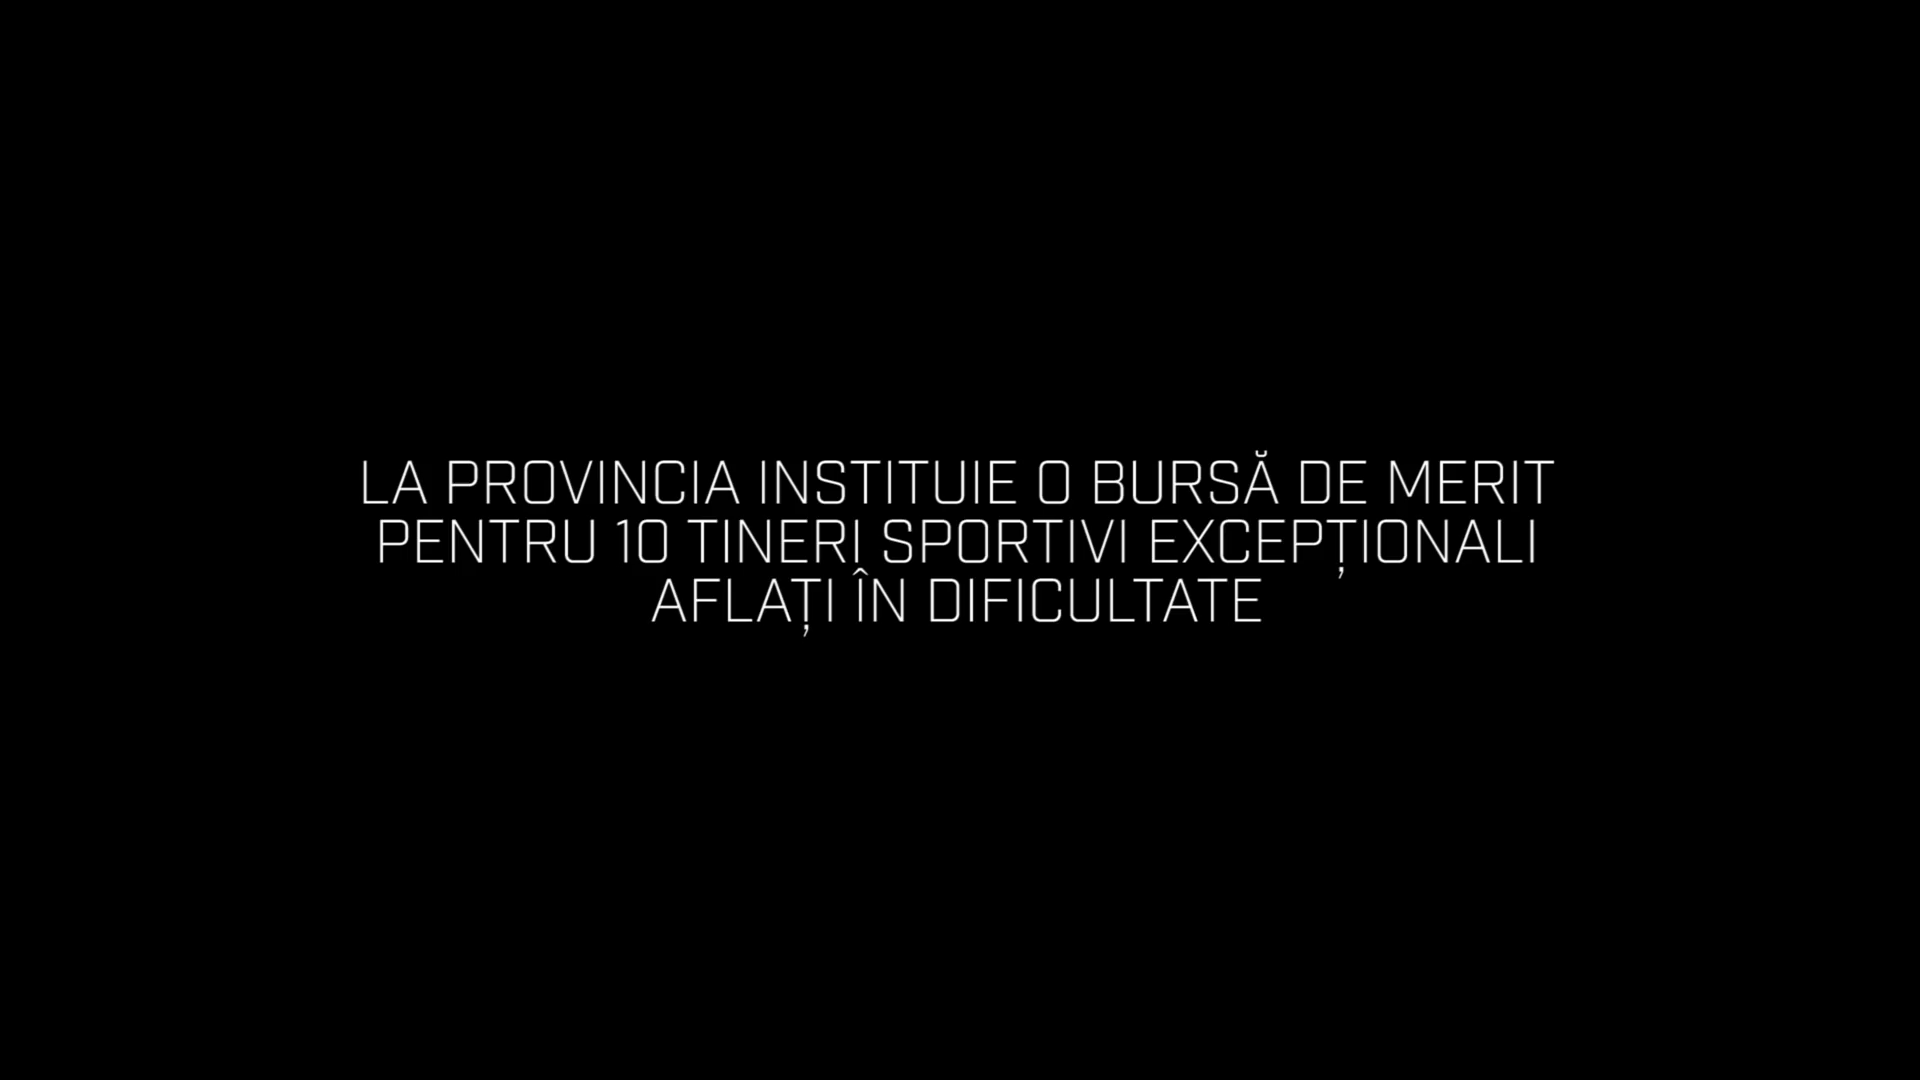 LA PROVINCIA INSTITUIE O BURSĂ DE MERIT
PENTRU 10 TINERI SPORTIVI EXCEPȚIONALI
AFLAȚI ÎN DIFICULTATE